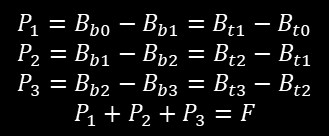 P₁ = B_b0 − B_b1 = B_t1 − B_t0
P₂ = B_b1 − B_b2 = B_t2 − B_t1
P₃ = B_b2 − B_b3 = B_t3 − B_t2
P₁ + P₂ + P₃ = F